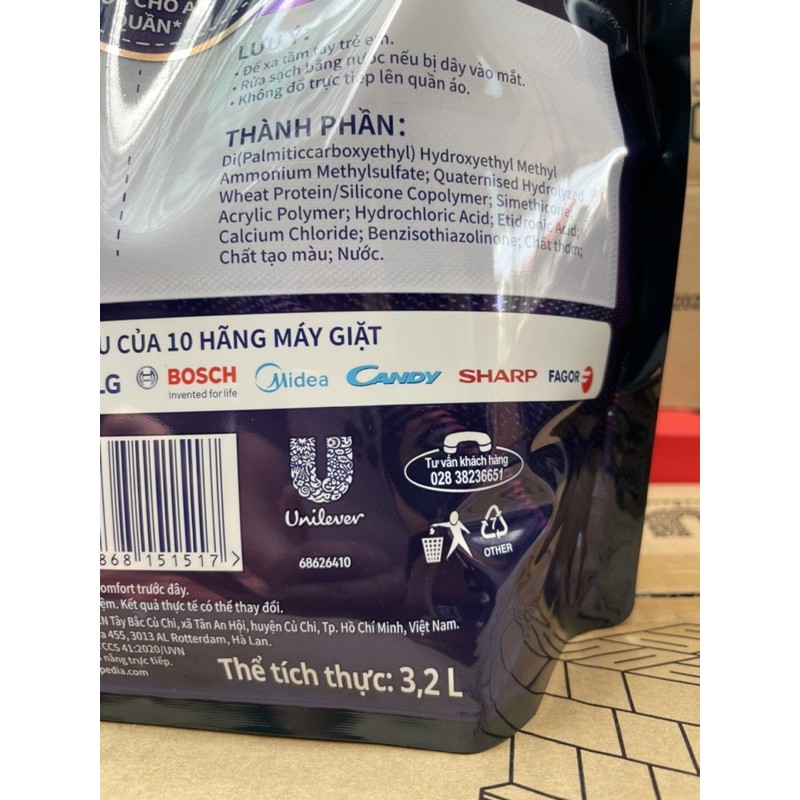 CHO
QUẦN*
LƯU Ý:
• Để xa tầm tay trẻ em.
• Rửa sạch bằng nước nếu bị dây vào mắt.
• Không đổ trực tiếp lên quần áo.
THÀNH PHẦN:
Di(Palmiticcarboxyethyl) Hydroxyethyl Methyl
Ammonium Methylsulfate; Quaternised Hydrolyzed
Wheat Protein/Silicone Copolymer; Simethicone;
Acrylic Polymer; Hydrochloric Acid; Etidronic Acid;
Calcium Chloride; Benzisothiazolinone; Chất thơm;
Chất tạo màu; Nước.
U CỦA 10 HÃNG MÁY GIẶT
LG BOSCH Midea CANDY SHARP FAGOR
Invented for life
Tư vấn khách hàng
028 38236651
Unilever
7
OTHER
868 151517 >
68626410
omfort trước đây.
ệm. Kết quả thực tế có thể thay đổi.
N Tây Bắc Củ Chi, xã Tân An Hội, huyện Củ Chi, Tp. Hồ Chí Minh, Việt Nam.
a 455, 3013 AL Rotterdam, Hà Lan.
CCS 41:2020/UVN
nắng trực tiếp.
pedia.com
Thể tích thực: 3,2 L